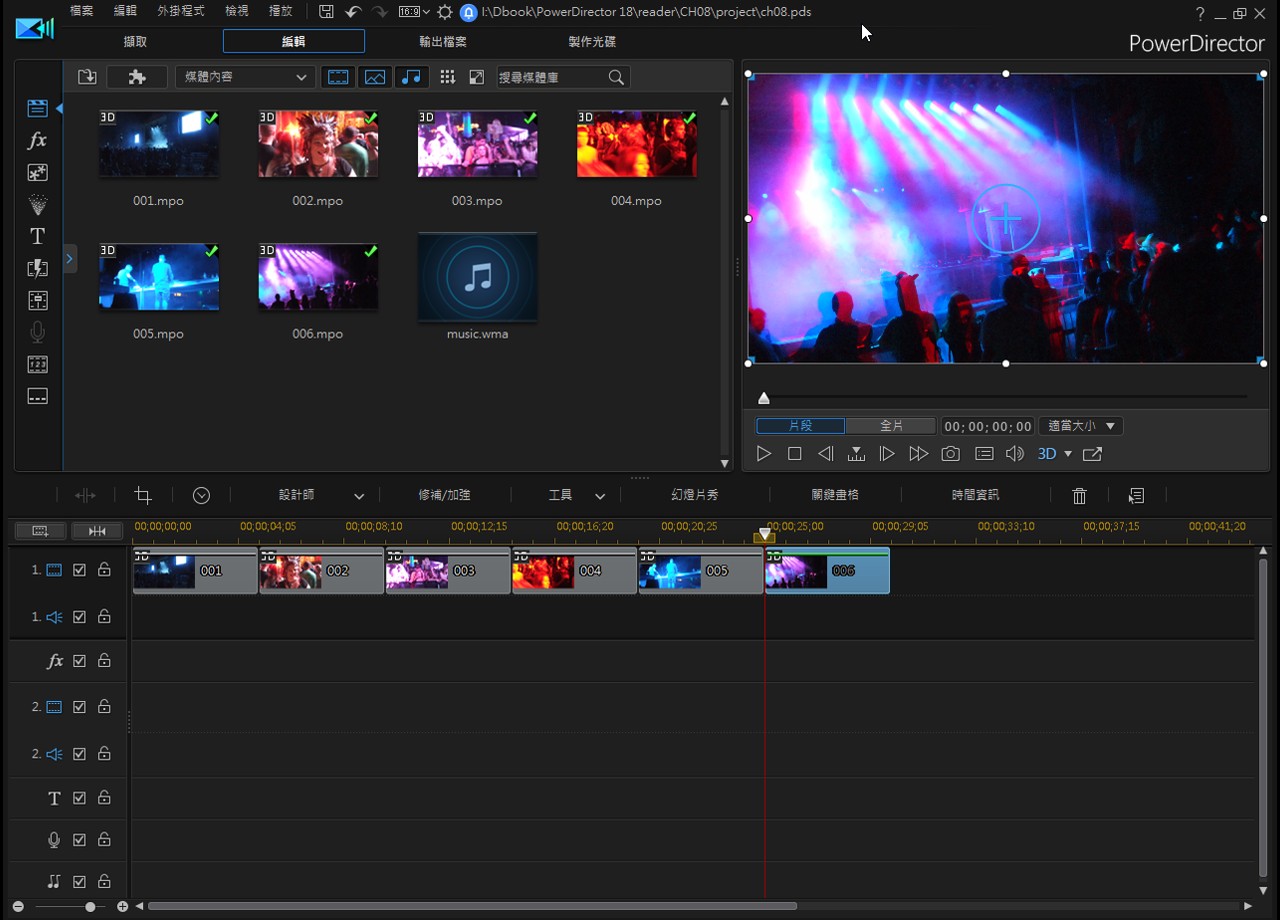 檔案 編輯 外掛程式 檢視 播放 16:9 I:\Dbook\PowerDirector 18\reader\CH08\project\ch08.pds ?
擷取 編輯 輸出檔案 製作光碟 PowerDirector
媒體內容 搜尋媒體庫
3D 3D 3D 3D
001.mpo 002.mpo 003.mpo 004.mpo
3D 3D
005.mpo 006.mpo music.wma
fx
T
片段 全片 00;00;00;00 適當大小
3D
設計師 修補/加強 工具 幻燈片秀 關鍵畫格 時間資訊
00;00;00;00 00;00;04;05 00;00;08;10 00;00;12;15 00;00;16;20 00;00;20;25 00;00;25;00 00;00;29;05 00;00;33;10 00;00;37;15 00;00;41;20
3D 3D 3D 3D 3D 3D
1. 001 002 003 004 005 006
1.
fx
2.
2.
T